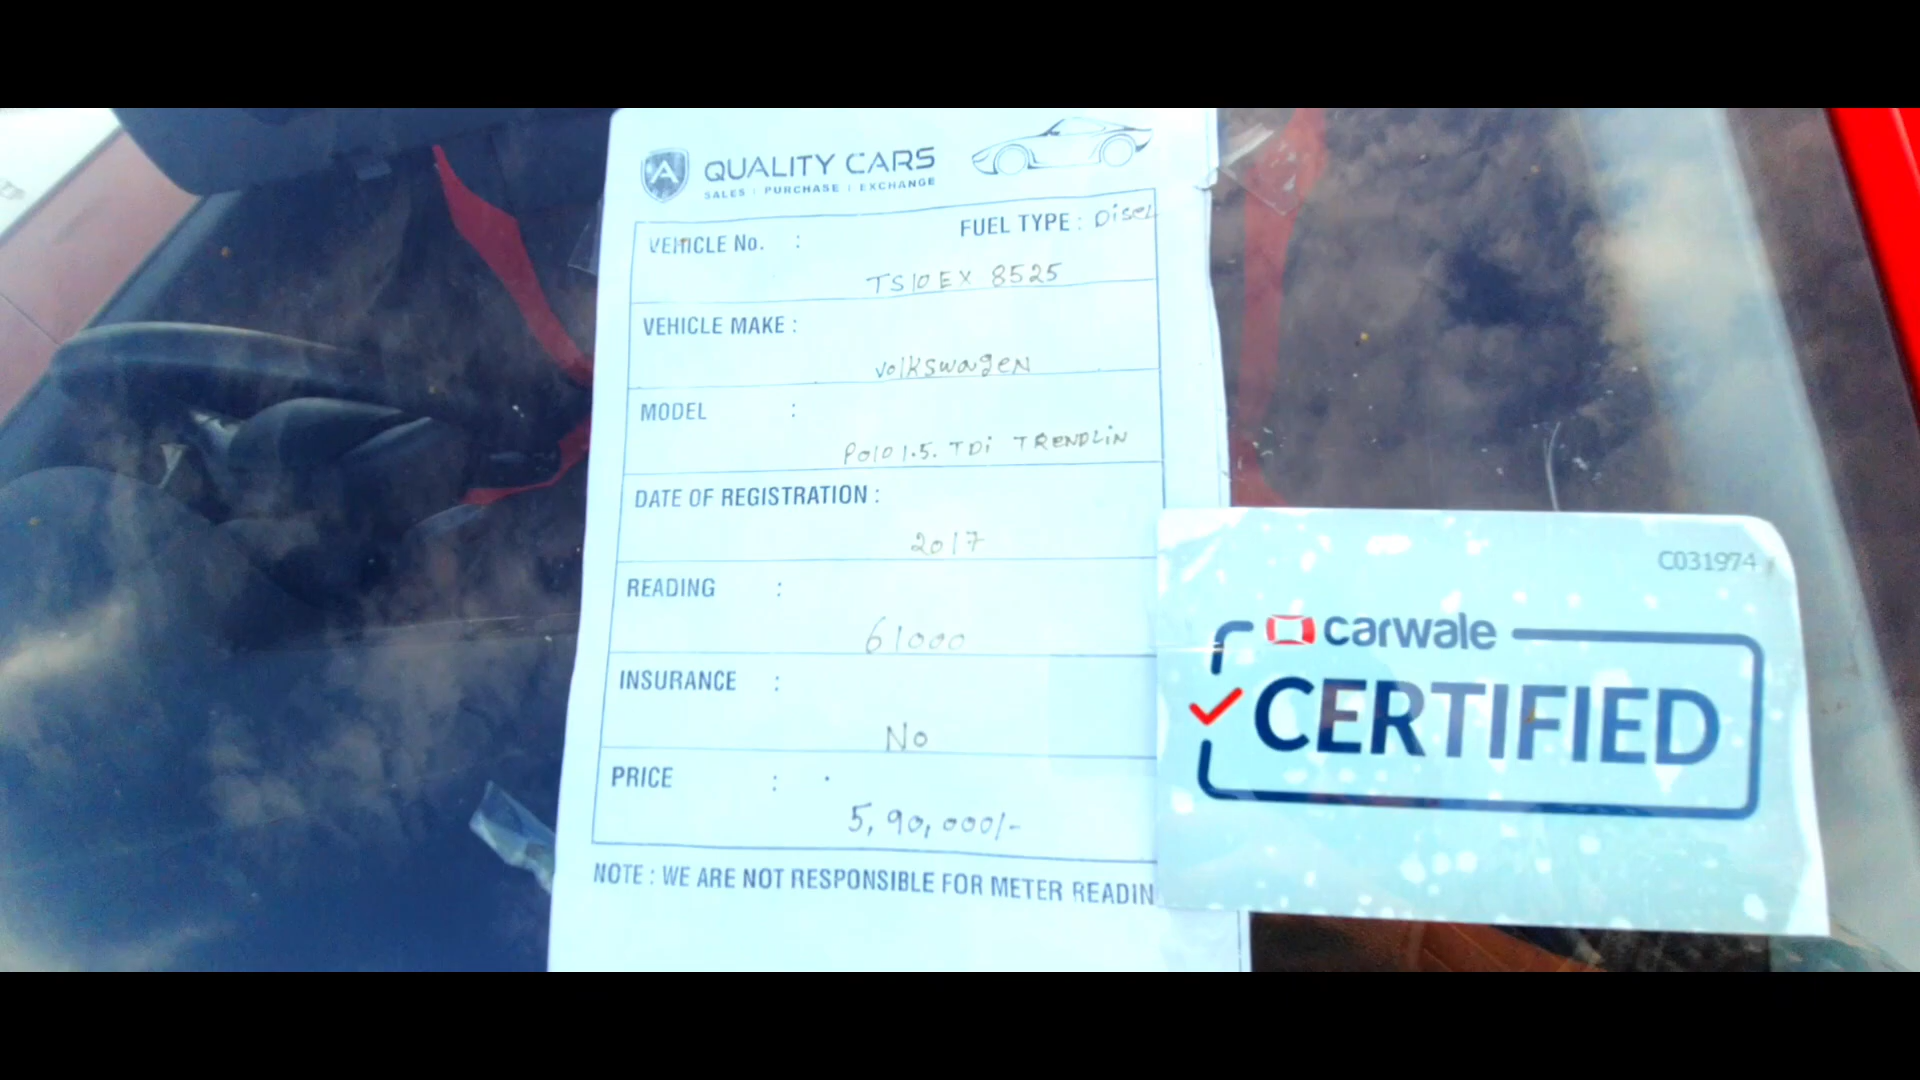 QUALITY CARS
SALES | PURCHASE | EXCHANGE
VEHICLE No. : FUEL TYPE : Disel
TS10EX 8525
VEHICLE MAKE :
volkswagen
MODEL :
Polo 1.5. TDi TRENDLiN
DATE OF REGISTRATION :
2017
READING :
61000
INSURANCE :
No
PRICE :
5,90,000/-
NOTE : WE ARE NOT RESPONSIBLE FOR METER READIN
C031974
carwale
CERTIFIED